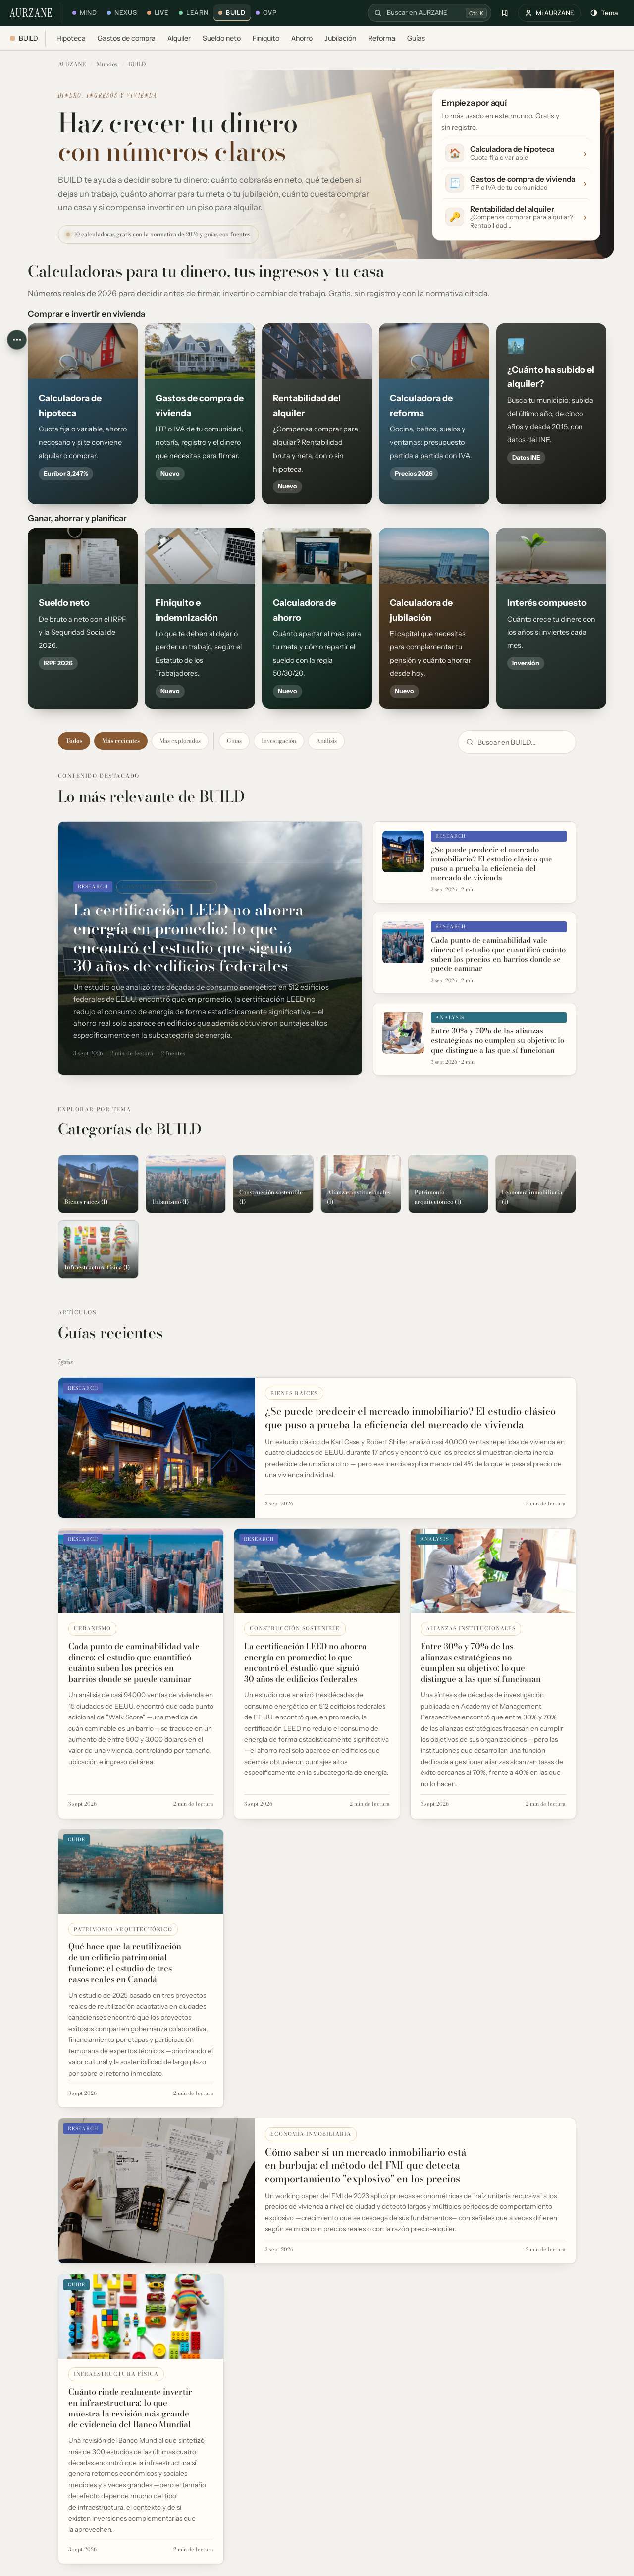 AURZANE
MIND
NEXUS
LIVE
LEARN
BUILD
OVP
Buscar en AURZANE
Ctrl K
Mi AURZANE
Tema
BUILD
Hipoteca
Gastos de compra
Alquiler
Sueldo neto
Finiquito
Ahorro
Jubilación
Reforma
Guías
AURZANE
Mundos
BUILD
DINERO, INGRESOS Y VIVIENDA
Haz crecer tu dinero
con números claros
BUILD te ayuda a decidir sobre tu dinero: cuánto cobrarás en neto, qué te deben si
dejas un trabajo, cuánto ahorrar para tu meta o tu jubilación, cuánto cuesta comprar
una casa y si compensa invertir en un piso para alquilar.
10 calculadoras gratis con la normativa de 2026 y guías con fuentes
Empieza por aquí
Lo más usado en este mundo. Gratis y
sin registro.
Calculadora de hipoteca
Cuota fija o variable
Gastos de compra de vivienda
ITP o IVA de tu comunidad
Rentabilidad del alquiler
¿Compensa comprar para alquilar?
Rentabilidad…
Calculadoras para tu dinero, tus ingresos y tu casa
Números reales de 2026 para decidir antes de firmar, invertir o cambiar de trabajo. Gratis, sin registro y con la normativa citada.
Comprar e invertir en vivienda
Calculadora de
hipoteca
Cuota fija o variable, ahorro
necesario y si te conviene
alquilar o comprar.
Euríbor 3,247%
Gastos de compra de
vivienda
ITP o IVA de tu comunidad,
notaría, registro y el dinero
que necesitas para firmar.
Nuevo
Rentabilidad del
alquiler
¿Compensa comprar para
alquilar? Rentabilidad
bruta y neta, con o sin
hipoteca.
Nuevo
Calculadora de
reforma
Cocina, baños, suelos y
ventanas: presupuesto
partida a partida con IVA.
Precios 2026
¿Cuánto ha subido el
alquiler?
Busca tu municipio: subida
del último año, de cinco
años y desde 2015, con
datos del INE.
Datos INE
Ganar, ahorrar y planificar
Sueldo neto
De bruto a neto con el IRPF
y la Seguridad Social de
2026.
IRPF 2026
Finiquito e
indemnización
Lo que te deben al dejar o
perder un trabajo, según el
Estatuto de los
Trabajadores.
Nuevo
Calculadora de
ahorro
Cuánto apartar al mes para
tu meta y cómo repartir el
sueldo con la regla
50/30/20.
Nuevo
Calculadora de
jubilación
El capital que necesitas
para complementar tu
pensión y cuánto ahorrar
desde hoy.
Nuevo
Interés compuesto
Cuánto crece tu dinero con
los años si inviertes cada
mes.
Inversión
Todos
Más recientes
Más explorados
Guías
Investigación
Análisis
Buscar en BUILD...
CONTENIDO DESTACADO
Lo más relevante de BUILD
RESEARCH
La certificación LEED no ahorra
energía en promedio: lo que
encontró el estudio que siguió
30 años de edificios federales
Un estudio que analizó tres décadas de consumo energético en 512 edificios
federales de EE.UU. encontró que, en promedio, la certificación LEED no
redujo el consumo de energía de forma estadísticamente significativa —el
ahorro real solo aparece en edificios que además obtuvieron puntajes altos
específicamente en la subcategoría de energía.
3 sept 2026 · 2 min de lectura · 2 fuentes
RESEARCH
¿Se puede predecir el mercado
inmobiliario? El estudio clásico que
puso a prueba la eficiencia del
mercado de vivienda
3 sept 2026 · 2 min
RESEARCH
Cada punto de caminabilidad vale
dinero: el estudio que cuantificó cuánto
suben los precios en barrios donde se
puede caminar
3 sept 2026 · 2 min
ANALYSIS
Entre 30% y 70% de las alianzas
estratégicas no cumplen su objetivo: lo
que distingue a las que sí funcionan
3 sept 2026 · 2 min
EXPLORAR POR TEMA
Categorías de BUILD
Bienes raíces (1)
Urbanismo (1)
Construcción sostenible
(1)
Alianzas institucionales
(1)
Patrimonio
arquitectónico (1)
Economía inmobiliaria
(1)
Infraestructura física (1)
ARTÍCULOS
Guías recientes
7 guías
RESEARCH
BIENES RAÍCES
¿Se puede predecir el mercado inmobiliario? El estudio clásico
que puso a prueba la eficiencia del mercado de vivienda
Un estudio clásico de Karl Case y Robert Shiller analizó casi 40.000 ventas repetidas de vivienda en
cuatro ciudades de EE.UU. durante 17 años y encontró que los precios sí muestran cierta inercia
predecible de un año a otro — pero esa inercia explica menos del 4% de lo que le pasa al precio de
una vivienda individual.
3 sept 2026
2 min de lectura
RESEARCH
URBANISMO
Cada punto de caminabilidad vale
dinero: el estudio que cuantificó
cuánto suben los precios en
barrios donde se puede caminar
Un análisis de casi 94.000 ventas de vivienda en
15 ciudades de EE.UU. encontró que cada punto
adicional de "Walk Score" —una medida de
cuán caminable es un barrio— se traduce en un
aumento de entre 500 y 3.000 dólares en el
valor de una vivienda, controlando por tamaño,
ubicación e ingreso del área.
3 sept 2026
2 min de lectura
RESEARCH
CONSTRUCCIÓN SOSTENIBLE
La certificación LEED no ahorra
energía en promedio: lo que
encontró el estudio que siguió
30 años de edificios federales
Un estudio que analizó tres décadas de
consumo energético en 512 edificios federales
de EE.UU. encontró que, en promedio, la
certificación LEED no redujo el consumo de
energía de forma estadísticamente significativa
—el ahorro real solo aparece en edificios que
además obtuvieron puntajes altos
específicamente en la subcategoría de energía.
3 sept 2026
2 min de lectura
ANALYSIS
ALIANZAS INSTITUCIONALES
Entre 30% y 70% de las
alianzas estratégicas no
cumplen su objetivo: lo que
distingue a las que sí funcionan
Una síntesis de décadas de investigación
publicada en Academy of Management
Perspectives encontró que entre 30% y 70%
de las alianzas estratégicas fracasan en cumplir
los objetivos de sus organizaciones —pero las
instituciones que desarrollan una función
dedicada a gestionar alianzas alcanzan tasas de
éxito cercanas al 70%, frente a 40% en las que
no lo hacen.
3 sept 2026
2 min de lectura
GUIDE
PATRIMONIO ARQUITECTÓNICO
Qué hace que la reutilización
de un edificio patrimonial
funcione: el estudio de tres
casos reales en Canadá
Un estudio de 2025 basado en tres proyectos
reales de reutilización adaptativa en ciudades
canadienses encontró que los proyectos
exitosos comparten gobernanza colaborativa,
financiamiento por etapas y participación
temprana de expertos técnicos —priorizando el
valor cultural y la sostenibilidad de largo plazo
por sobre el retorno inmediato.
3 sept 2026
2 min de lectura
RESEARCH
ECONOMÍA INMOBILIARIA
Cómo saber si un mercado inmobiliario está
en burbuja: el método del FMI que detecta
comportamiento "explosivo" en los precios
Un working paper del FMI de 2023 aplicó pruebas econométricas de "raíz unitaria recursiva" a los
precios de vivienda a nivel de ciudad y detectó largos y múltiples períodos de comportamiento
explosivo —crecimiento que se despega de sus fundamentos— con señales que a veces difieren
según se mida con precios reales o con la razón precio-alquiler.
3 sept 2026
2 min de lectura
GUIDE
INFRAESTRUCTURA FÍSICA
Cuánto rinde realmente invertir
en infraestructura: lo que
muestra la revisión más grande
de evidencia del Banco Mundial
Una revisión del Banco Mundial que sintetizó
más de 300 estudios de las últimas cuatro
décadas encontró que la infraestructura sí
genera retornos económicos y sociales
medibles y a veces grandes —pero el tamaño
del efecto depende mucho del tipo
de infraestructura, el contexto y de si
existen inversiones complementarias que
la aprovechen.
3 sept 2026
2 min de lectura